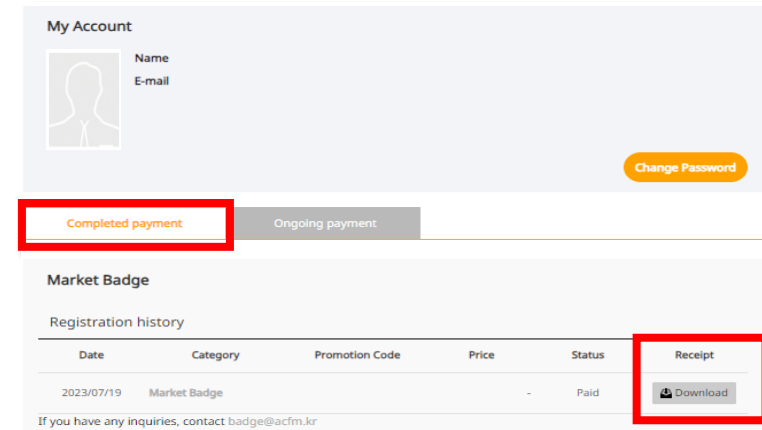 My Account
Name
E-mail
Change Password
Completed payment Ongoing payment
Market Badge
Registration history
Date Category Promotion Code Price Status Receipt
2023/07/19 Market Badge - Paid Download
If you have any inquiries, contact badge@acfm.kr